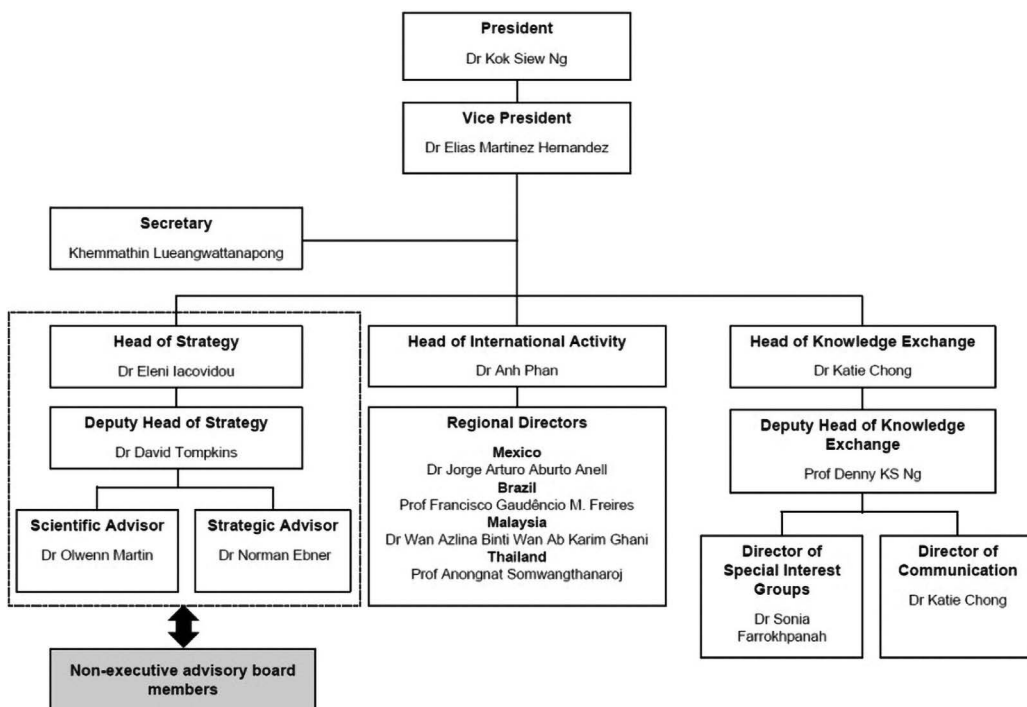 President
Dr Kok Siew Ng
Vice President
Dr Elias Martinez Hernandez
Secretary
Khemmathin Lueangwattanapong
Head of Strategy
Dr Eleni Iacovidou
Deputy Head of Strategy
Dr David Tompkins
Scientific Advisor
Dr Olwenn Martin
Strategic Advisor
Dr Norman Ebner
Non-executive advisory board
members
Head of International Activity
Dr Anh Phan
Regional Directors
Mexico
Dr Jorge Arturo Aburto Anell
Brazil
Prof Francisco Gaudêncio M. Freires
Malaysia
Dr Wan Azlina Binti Wan Ab Karim Ghani
Thailand
Prof Anongnat Somwangthanaroj
Head of Knowledge Exchange
Dr Katie Chong
Deputy Head of Knowledge
Exchange
Prof Denny KS Ng
Director of
Special Interest
Groups
Dr Sonia
Farrokhpanah
Director of
Communication
Dr Katie Chong